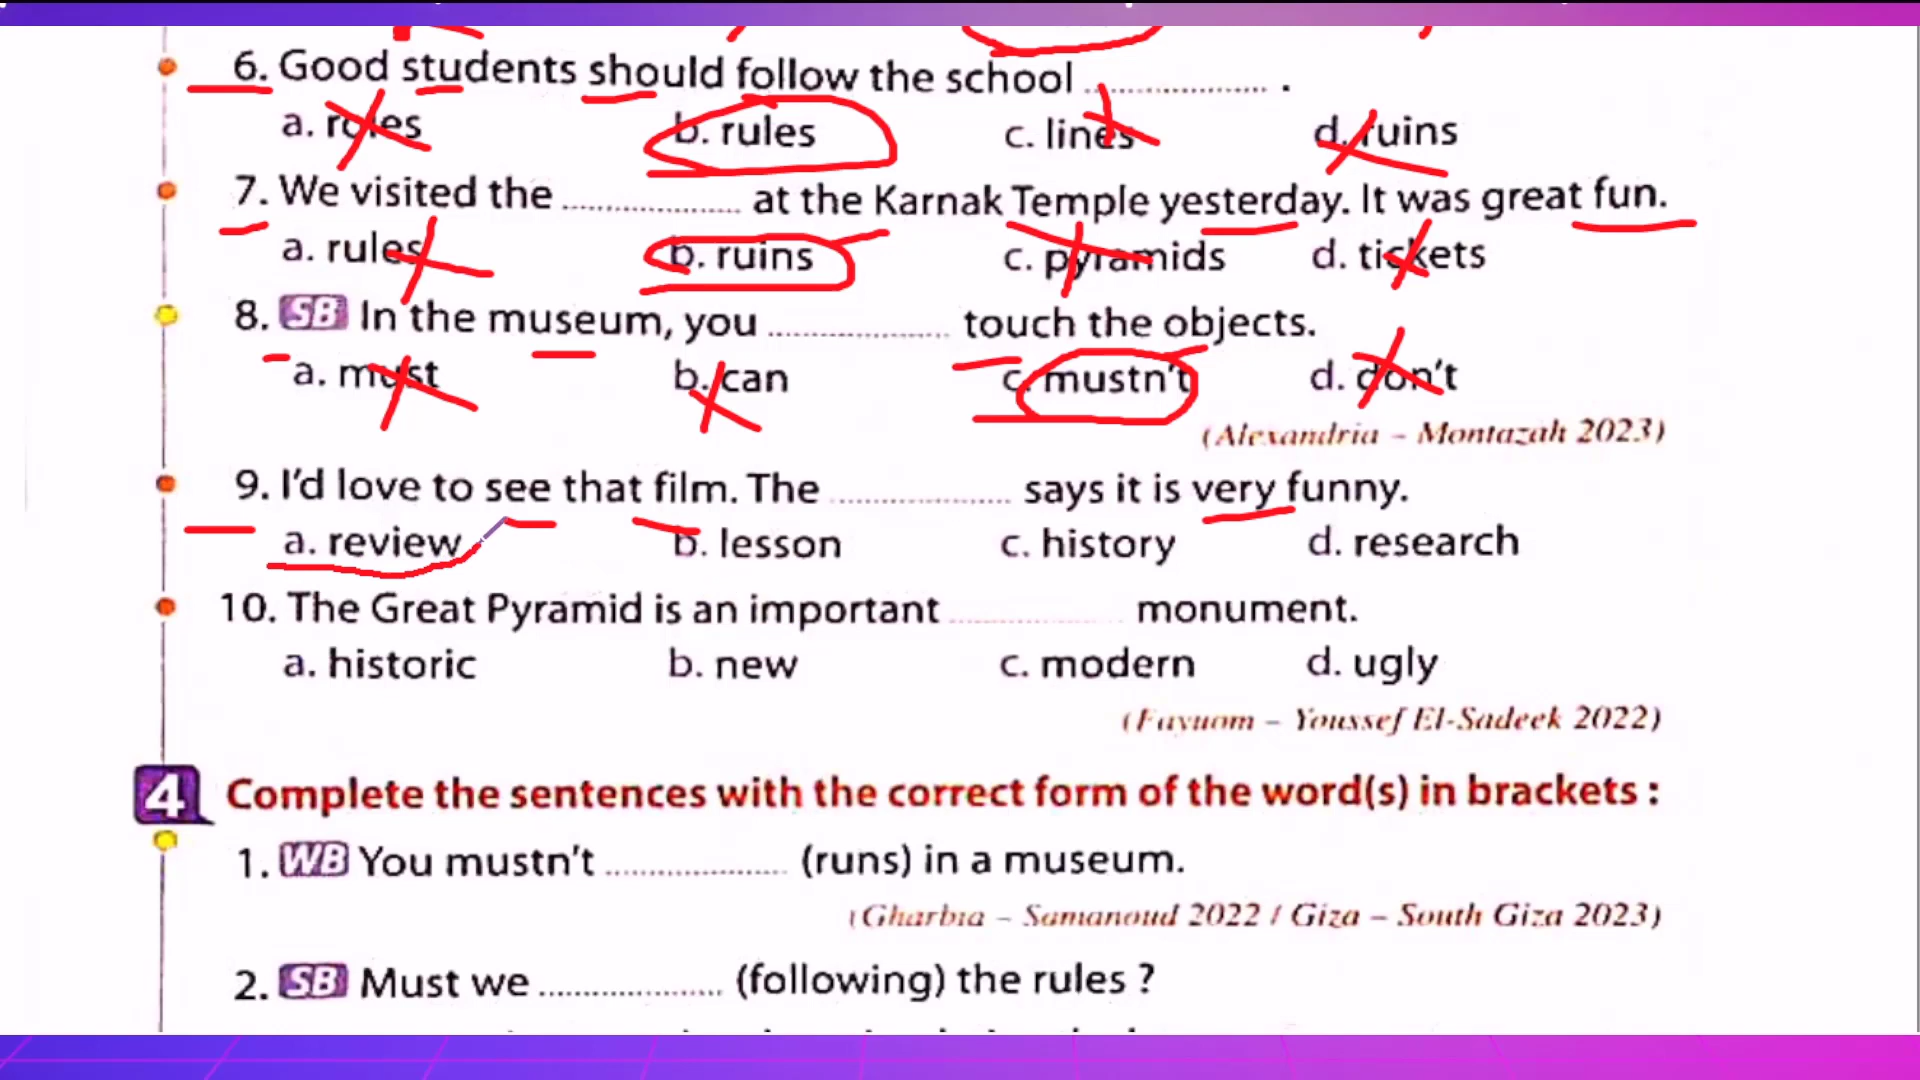 6. Good students should follow the school .................... .
a. roles b. rules c. lines d. ruins
7. We visited the .................... at the Karnak Temple yesterday. It was great fun.
a. rules b. ruins c. pyramids d. tickets
8. SB In the museum, you .................... touch the objects.
a. must b. can c. mustn't d. don't
(Alexandria – Montazah 2023)
9. I'd love to see that film. The .................... says it is very funny.
a. review b. lesson c. history d. research
10. The Great Pyramid is an important .................... monument.
a. historic b. new c. modern d. ugly
(Fayuom – Youssef El-Sadeek 2022)
4 Complete the sentences with the correct form of the word(s) in brackets :
1. WB You mustn't .................... (runs) in a museum.
(Gharbia – Samanoud 2022 / Giza – South Giza 2023)
2. SB Must we .................... (following) the rules ?